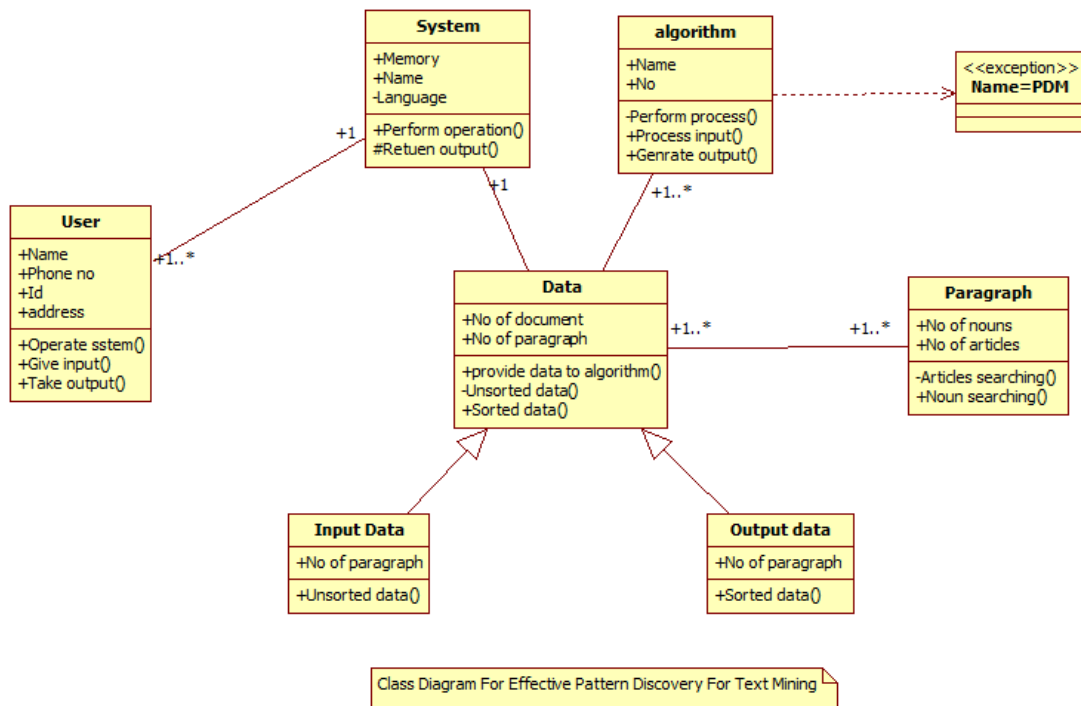 System
+Memory
+Name
-Language
+Perform operation()
#Retuen output()
algorithm
+Name
+No
-Perform process()
+Process input()
+Genrate output()
<<exception>>
Name=PDM
+1
+1..*
+1
+1..*
User
+Name
+Phone no
+Id
+address
+Operate sstem()
+Give input()
+Take output()
Data
+No of document
+No of paragraph
+provide data to algorithm()
-Unsorted data()
+Sorted data()
+1..*
+1..*
Paragraph
+No of nouns
+No of articles
-Articles searching()
+Noun searching()
Input Data
+No of paragraph
+Unsorted data()
Output data
+No of paragraph
+Sorted data()
Class Diagram For Effective Pattern Discovery For Text Mining